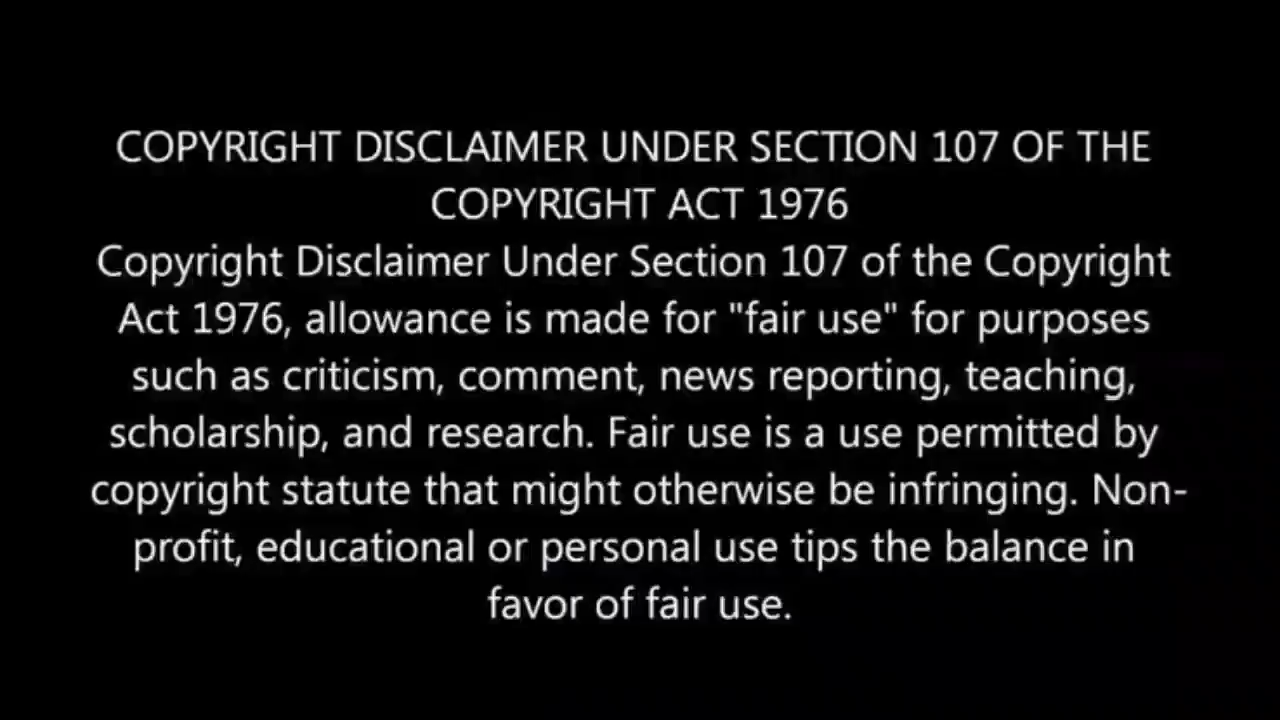 COPYRIGHT DISCLAIMER UNDER SECTION 107 OF THE
COPYRIGHT ACT 1976
Copyright Disclaimer Under Section 107 of the Copyright
Act 1976, allowance is made for "fair use" for purposes
such as criticism, comment, news reporting, teaching,
scholarship, and research. Fair use is a use permitted by
copyright statute that might otherwise be infringing. Non-
profit, educational or personal use tips the balance in
favor of fair use.